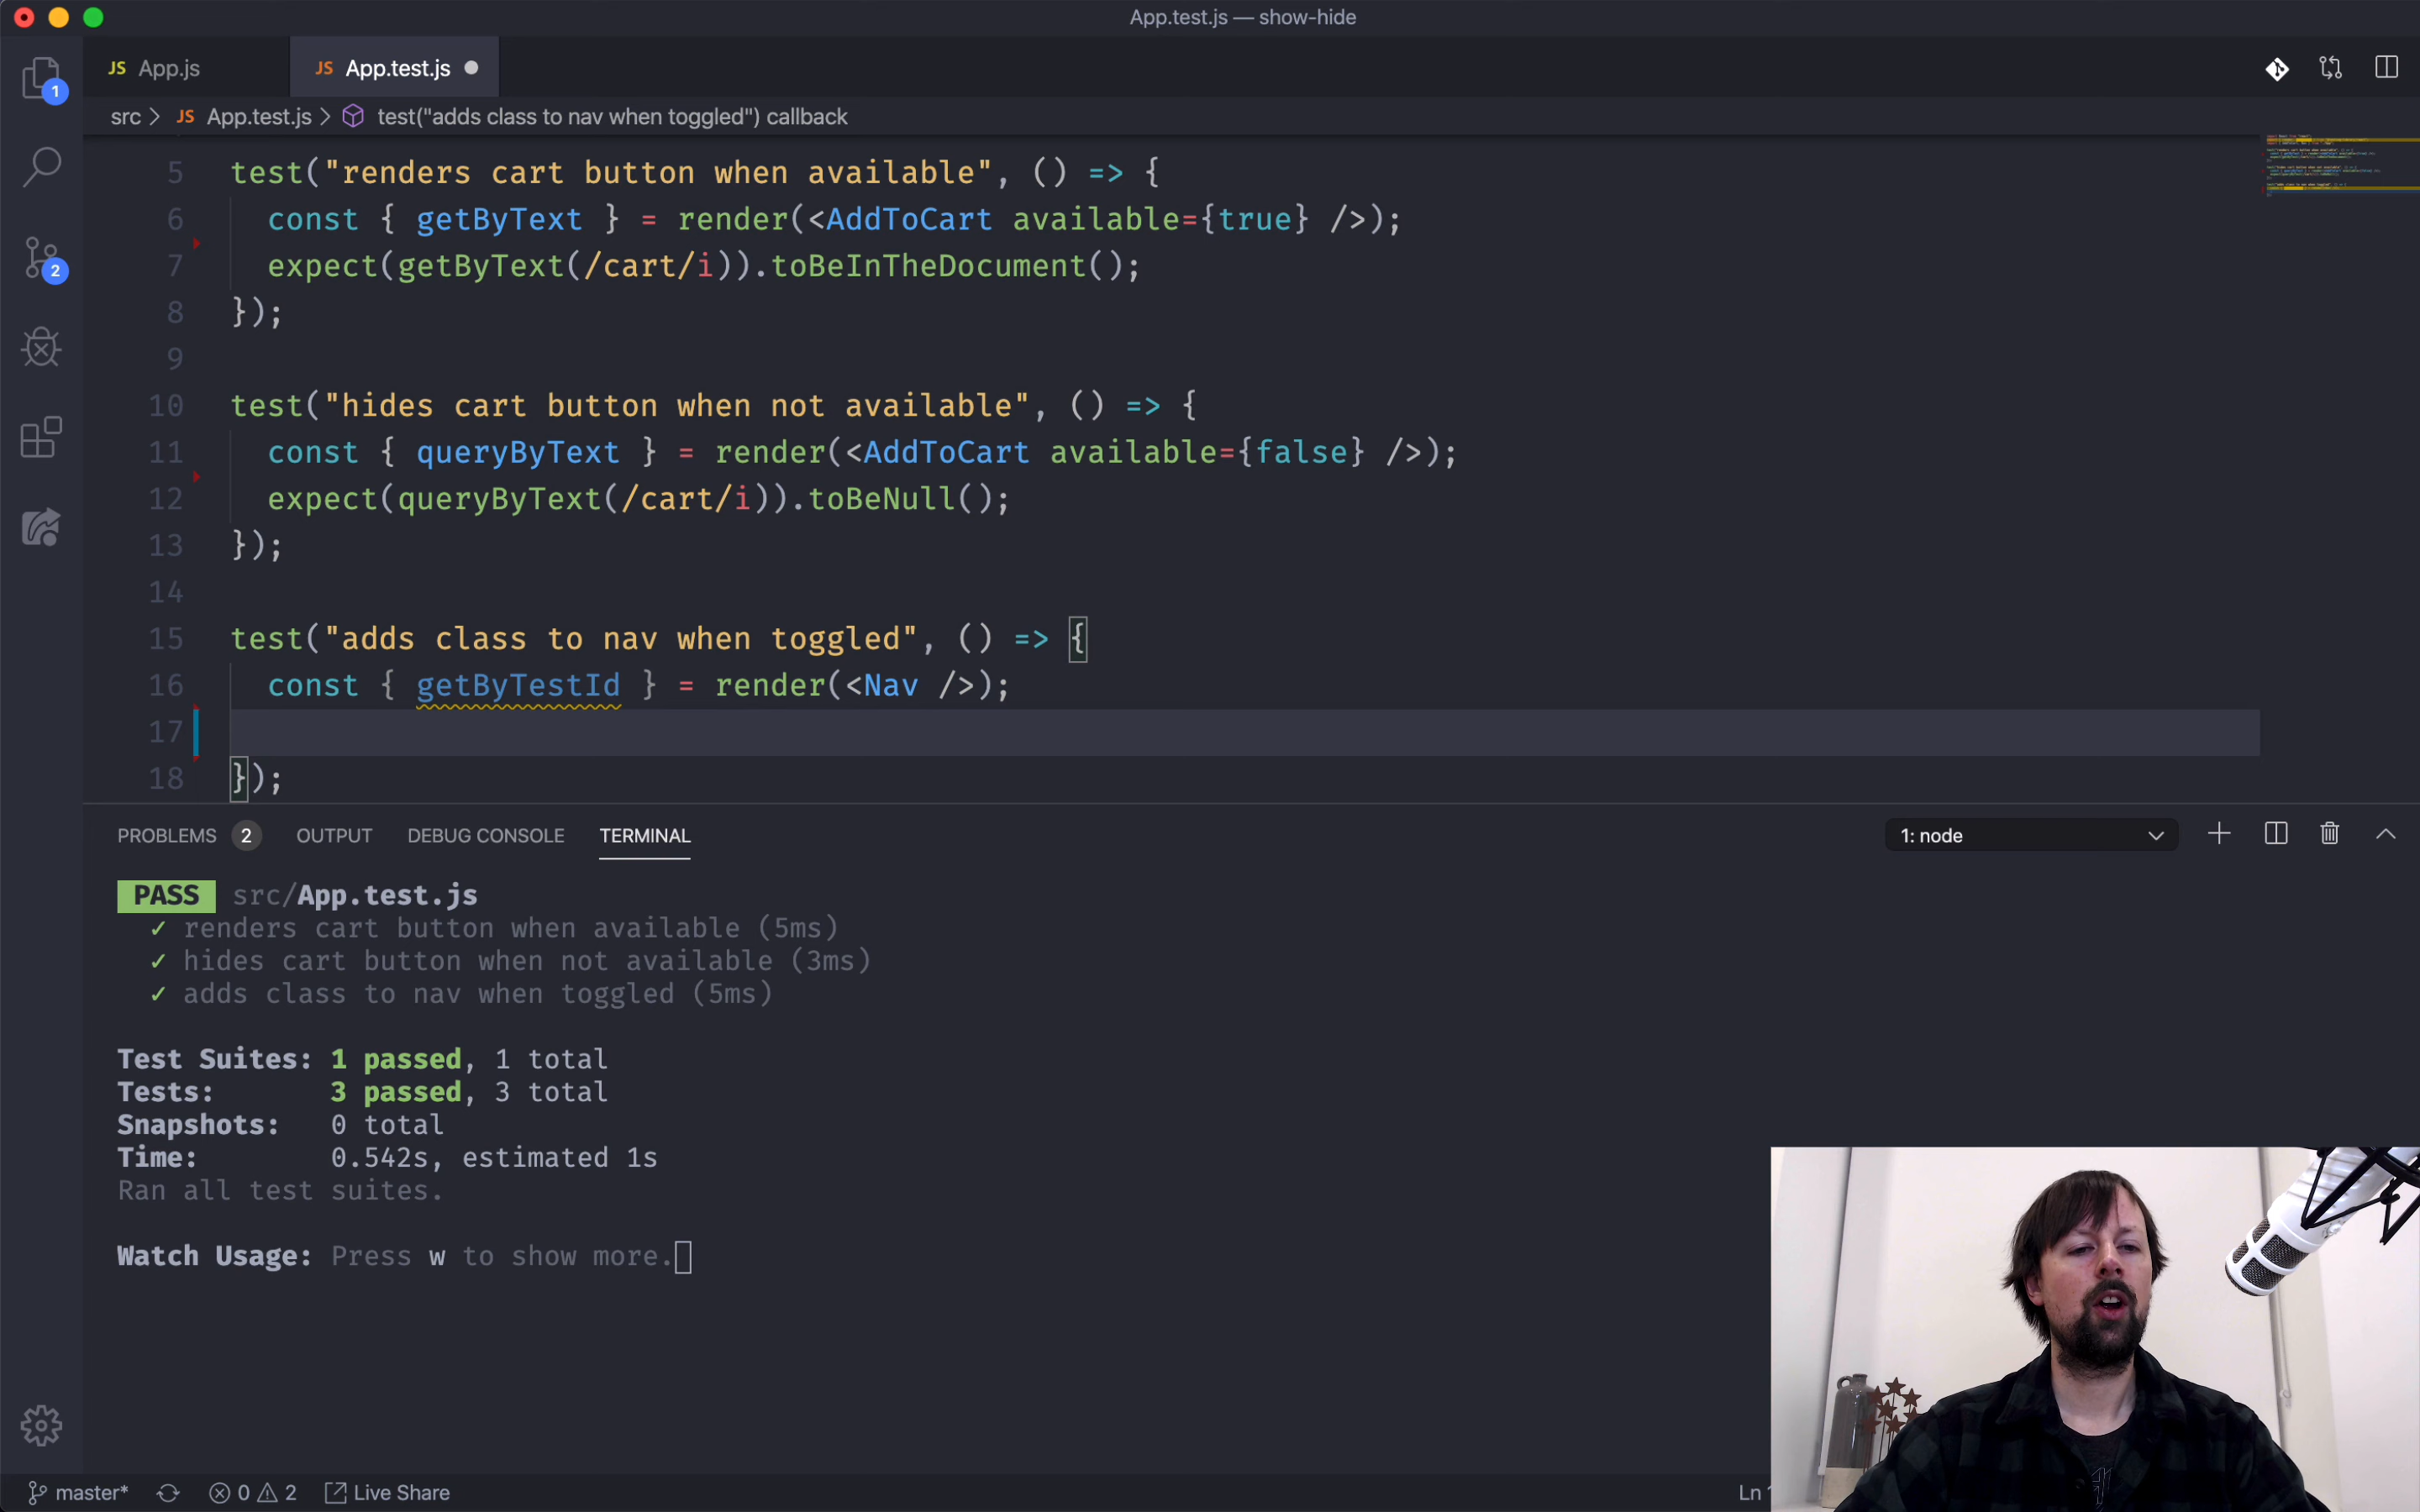 App.test.js — show-hide
JS App.js
JS App.test.js
src > JS App.test.js > test("adds class to nav when toggled") callback
1
2
5 test("renders cart button when available", () => {
6 const { getByText } = render(<AddToCart available={true} />);
7 expect(getByText(/cart/i)).toBeInTheDocument();
8 });
9
10 test("hides cart button when not available", () => {
11 const { queryByText } = render(<AddToCart available={false} />);
12 expect(queryByText(/cart/i)).toBeNull();
13 });
14
15 test("adds class to nav when toggled", () => {
16 const { getByTestId } = render(<Nav />);
17
18 });
PROBLEMS 2 OUTPUT DEBUG CONSOLE TERMINAL 1: node
PASS src/App.test.js
✓ renders cart button when available (5ms)
✓ hides cart button when not available (3ms)
✓ adds class to nav when toggled (5ms)
Test Suites: 1 passed, 1 total
Tests: 3 passed, 3 total
Snapshots: 0 total
Time: 0.542s, estimated 1s
Ran all test suites.
Watch Usage: Press w to show more.
master* 0 2 Live Share Ln